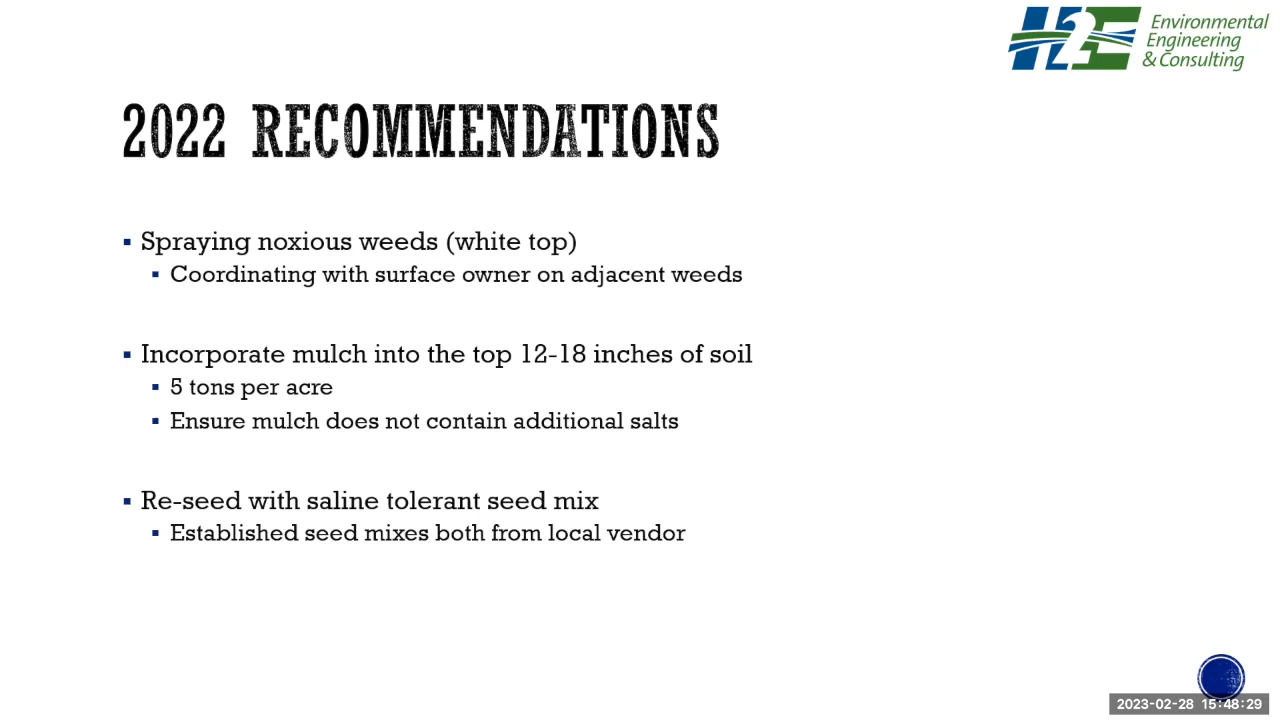 H2E
Environmental
Engineering
& Consulting
2022 RECOMMENDATIONS
Spraying noxious weeds (white top)
Coordinating with surface owner on adjacent weeds
Incorporate mulch into the top 12-18 inches of soil
5 tons per acre
Ensure mulch does not contain additional salts
Re-seed with saline tolerant seed mix
Established seed mixes both from local vendor
2023-02-28 15:48:29